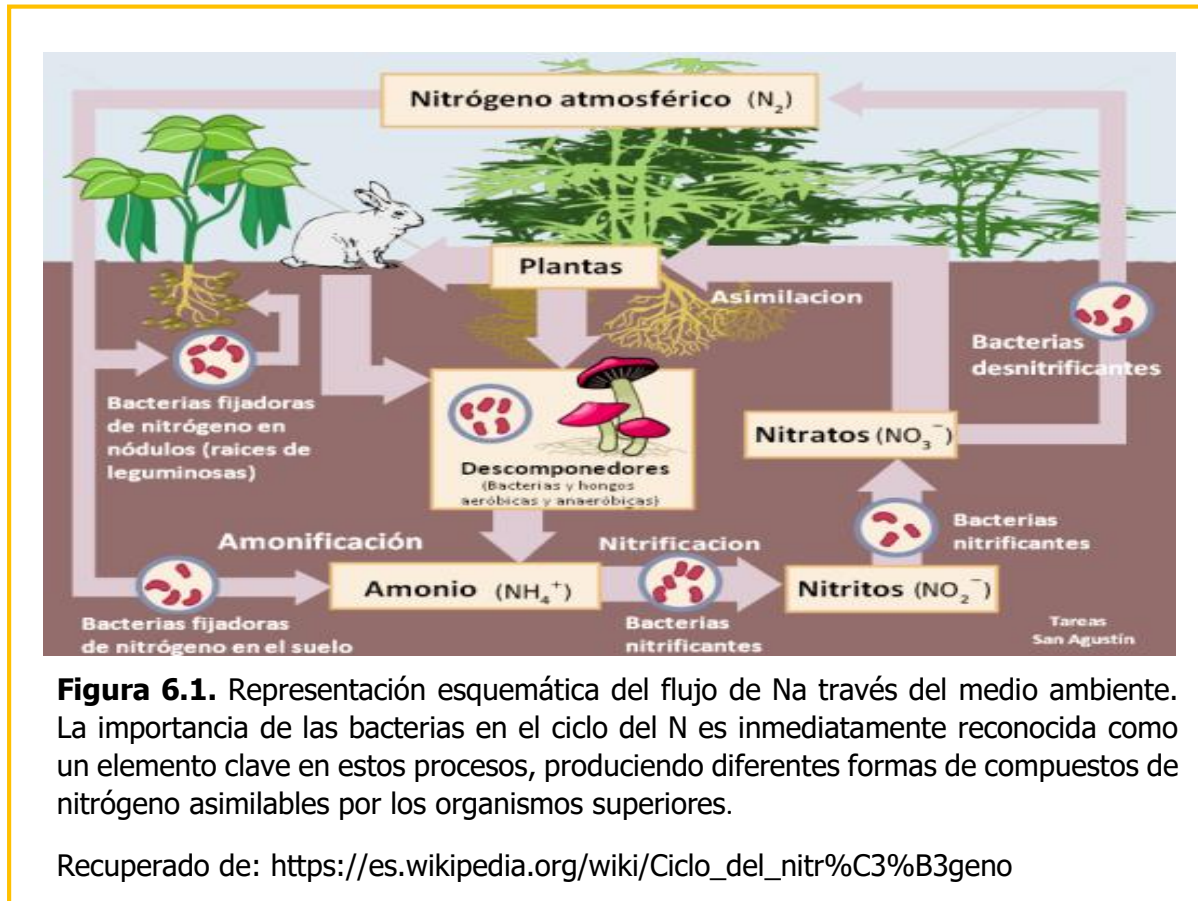 Nitrógeno atmosférico (N₂)
Plantas
Asimilacion
Bacterias
desnitrificantes
Bacterias fijadoras
de nitrógeno en
nódulos (raices de
leguminosas)
Descomponedores
(Bacterias y hongos
aeróbicas y anaeróbicas)
Nitratos (NO₃⁻)
Bacterias
nitrificantes
Amonificación
Nitrificacion
Amonio (NH₄⁺)
Nitritos (NO₂⁻)
Bacterias fijadoras
de nitrógeno en el suelo
Bacterias
nitrificantes
Tareas
San Agustín
Figura 6.1. Representación esquemática del flujo de Na través del medio ambiente.
La importancia de las bacterias en el ciclo del N es inmediatamente reconocida como
un elemento clave en estos procesos, produciendo diferentes formas de compuestos de
nitrógeno asimilables por los organismos superiores.
Recuperado de: https://es.wikipedia.org/wiki/Ciclo_del_nitr%C3%B3geno